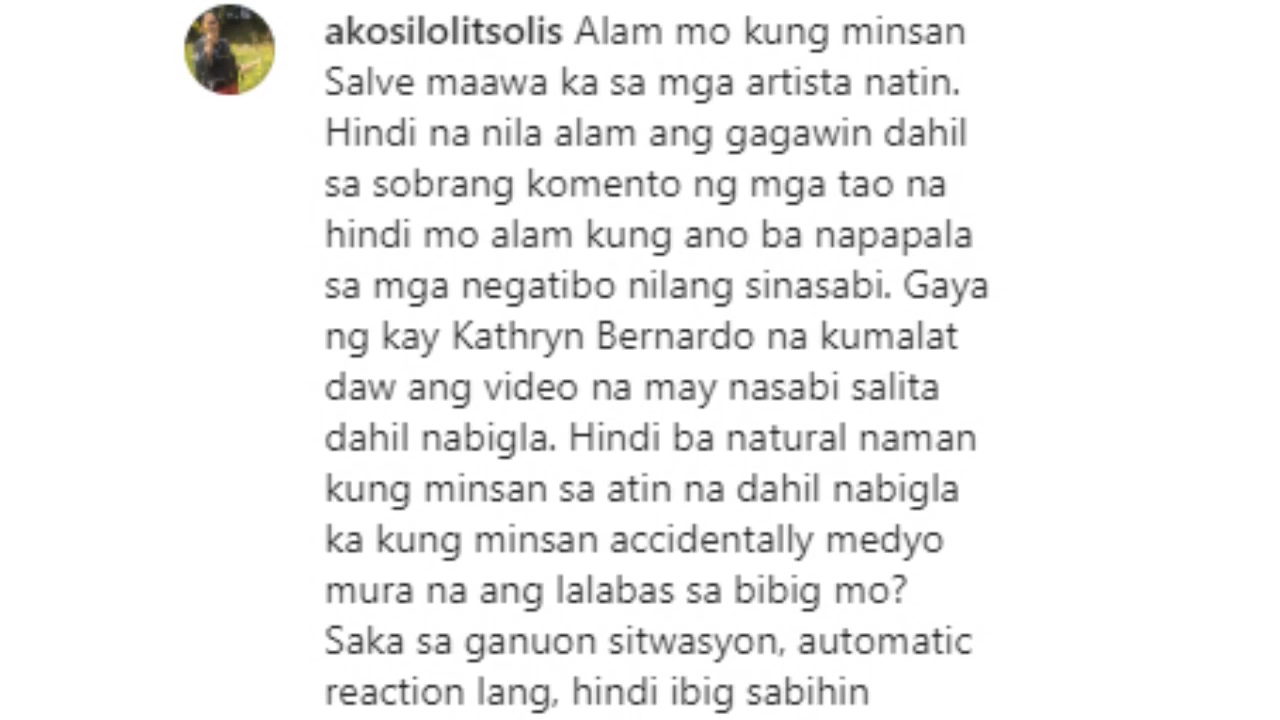 akosilolitsolis Alam mo kung minsan
Salve maawa ka sa mga artista natin.
Hindi na nila alam ang gagawin dahil
sa sobrang komento ng mga tao na
hindi mo alam kung ano ba napapala
sa mga negatibo nilang sinasabi. Gaya
ng kay Kathryn Bernardo na kumalat
daw ang video na may nasabi salita
dahil nabigla. Hindi ba natural naman
kung minsan sa atin na dahil nabigla
ka kung minsan accidentally medyo
mura na ang lalabas sa bibig mo?
Saka sa ganuon sitwasyon, automatic
reaction lang, hindi ibig sabihin